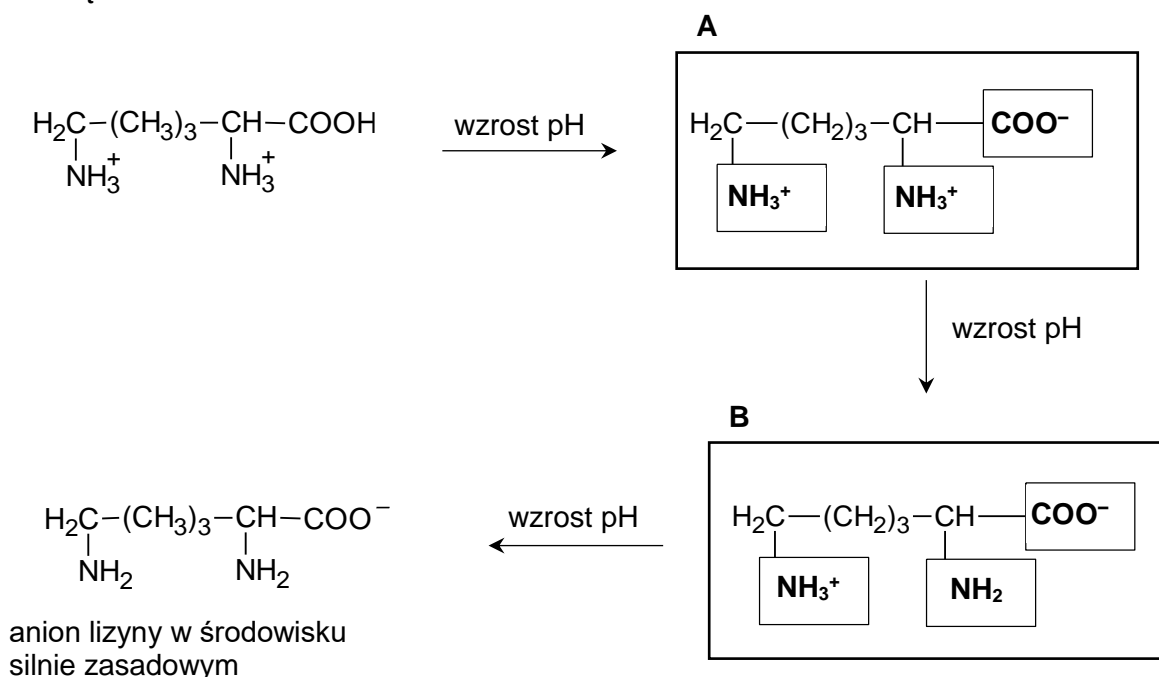 A
H₂C–(CH₃)₃–CH–COOH
NH₃⁺ NH₃⁺
wzrost pH
H₂C–(CH₂)₃–CH–COO⁻
NH₃⁺ NH₃⁺
wzrost pH
B
H₂C–(CH₃)₃–CH–COO⁻
NH₂ NH₂
wzrost pH
H₂C–(CH₂)₃–CH–COO⁻
NH₃⁺ NH₂
anion lizyny w środowisku
silnie zasadowym